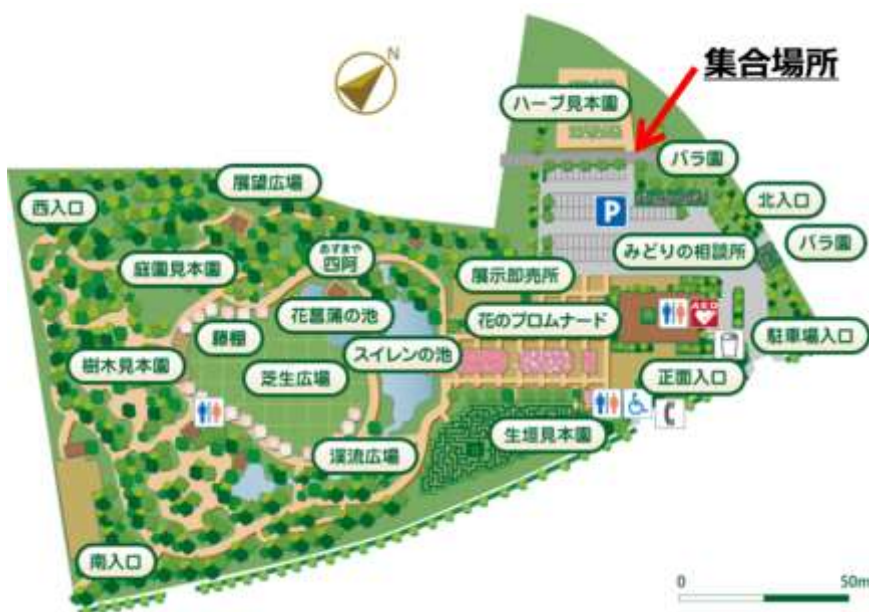 N
集合場所
ハーブ見本園
バラ園
展望広場
西入口
北入口
P
バラ園
あずまや
四阿
みどりの相談所
庭園見本園
展示即売所
花菖蒲の池
花のプロムナード
AED
藤棚
駐車場入口
スイレンの池
樹木見本園
芝生広場
正面入口
生垣見本園
渓流広場
南入口
0 50m